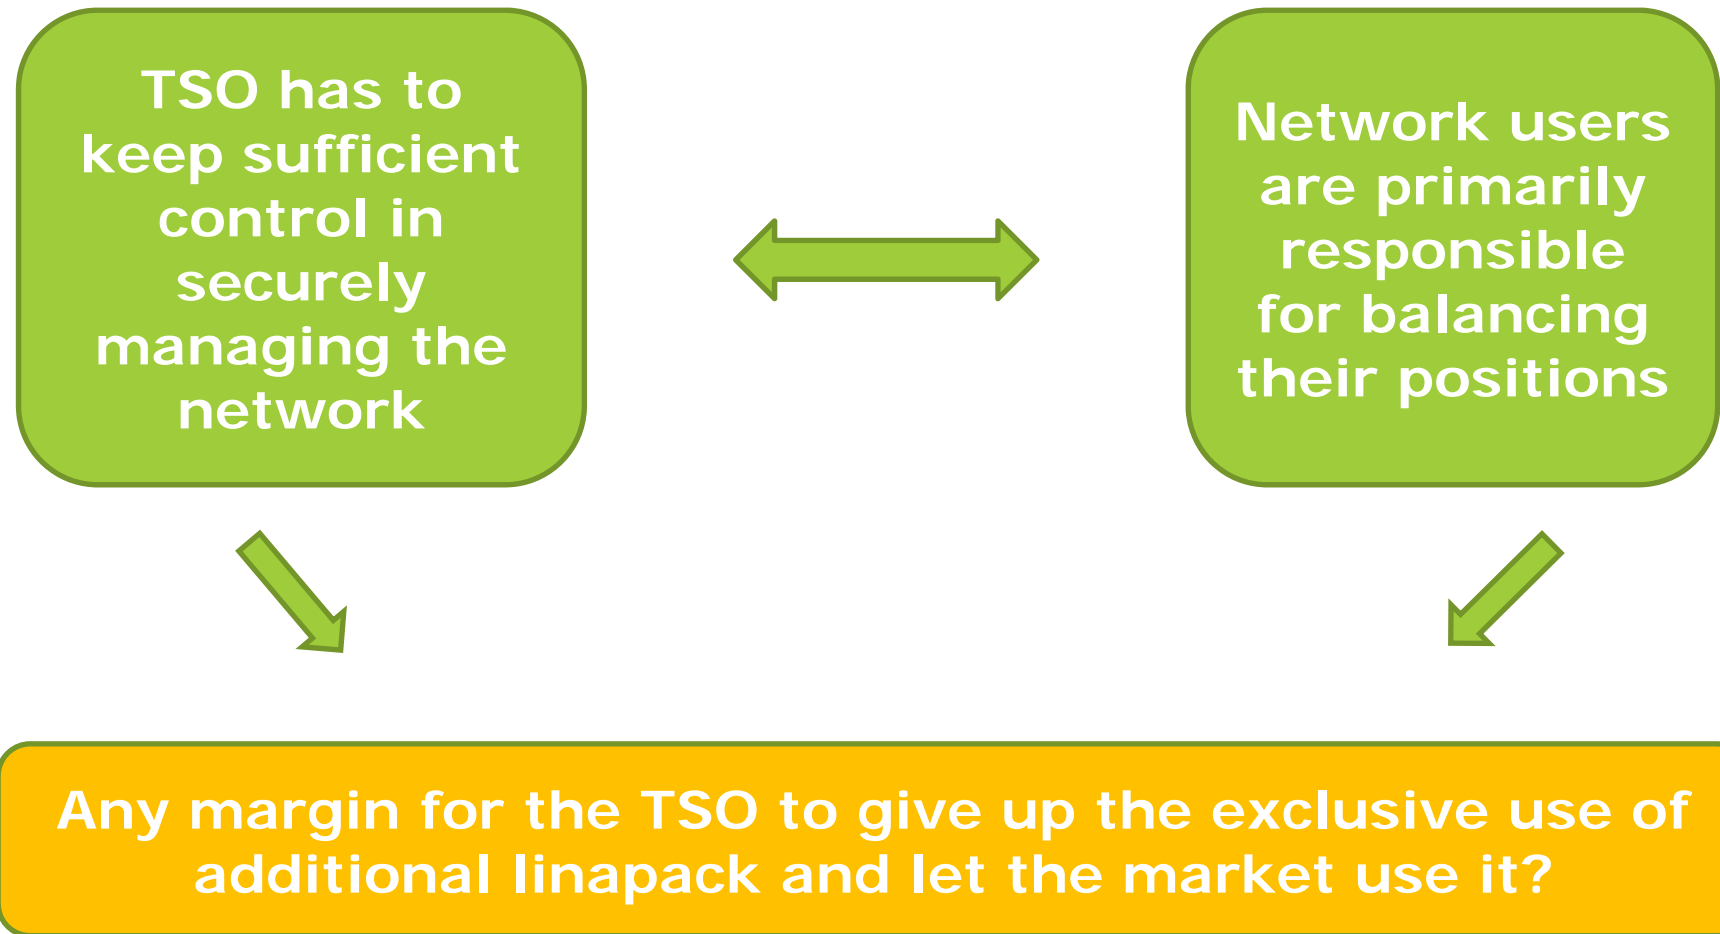 TSO has to
keep sufficient
control in
securely
managing the
network
Network users
are primarily
responsible
for balancing
their positions
Any margin for the TSO to give up the exclusive use of
additional linapack and let the market use it?